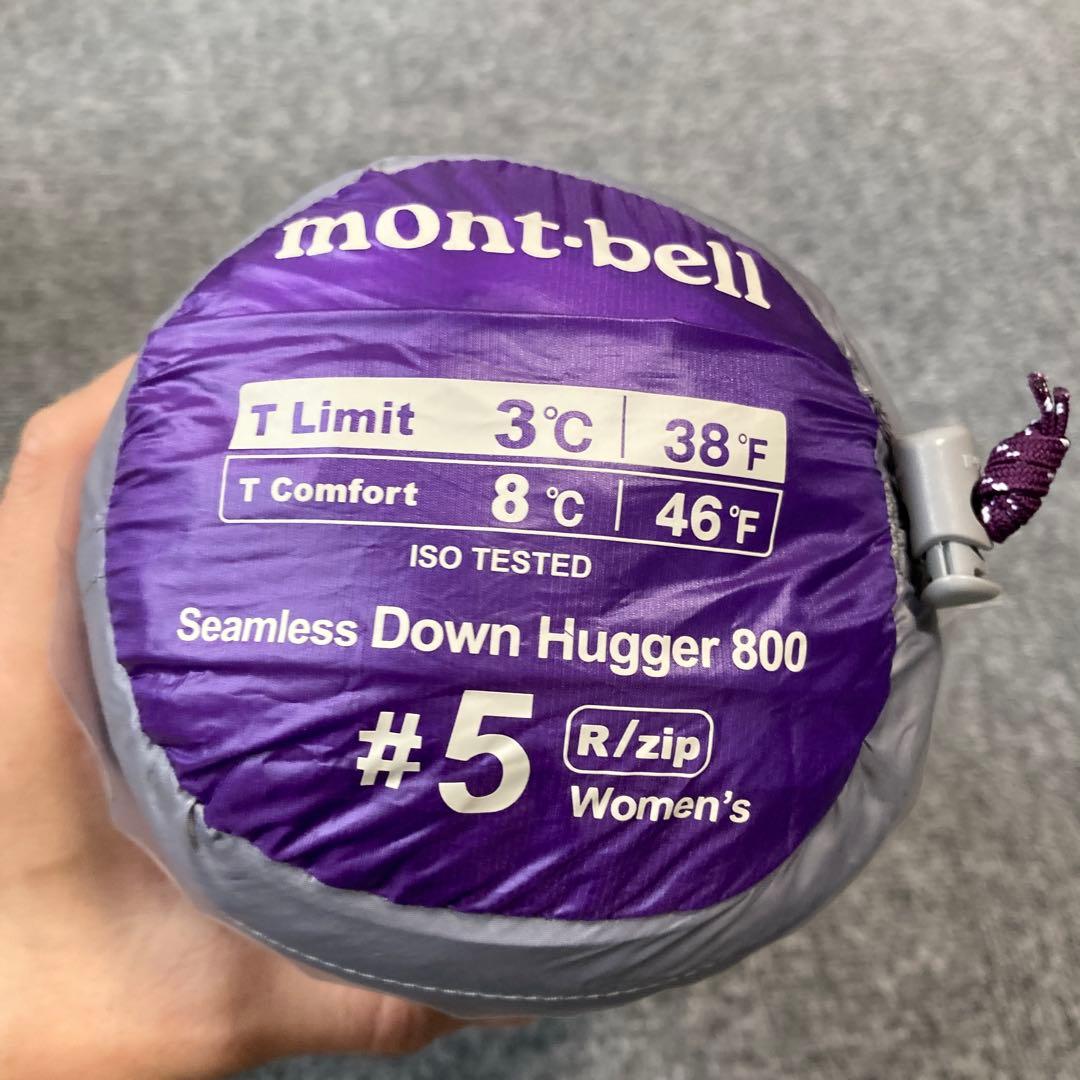 mont-bell
T Limit 3°C 38°F
T Comfort 8°C 46°F
ISO TESTED
Seamless Down Hugger 800
#5 R/zip
Women's